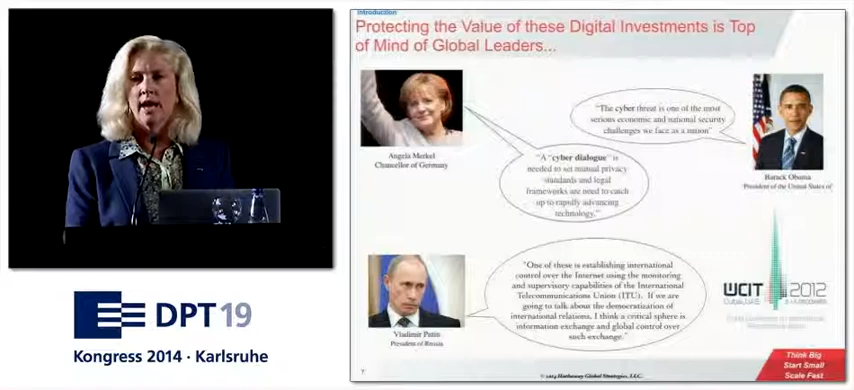 Introduction
Protecting the Value of these Digital Investments is Top
of Mind of Global Leaders...
Angela Merkel
Chancellor of Germany
"A "cyber dialogue" is
needed to set mutual privacy
standards and legal
frameworks are need to catch
up to rapidly advancing
technology."
"The cyber threat is one of the most
serious economic and national security
challenges we face as a nation"
Barack Obama
President of the United States of
Vladimir Putin
President of Russia
"One of these is establishing international
control over the Internet using the monitoring
and supervisory capabilities of the International
Telecommunications Union (ITU). If we are
going to talk about the democratization of
international relations, I think a critical sphere is
information exchange and global control over
such exchange."
WCIT 2012
7
© 2014 Hathaway Global Strategies, LLC.
Think Big
Start Small
Scale Fast
DPT 19
Kongress 2014 · Karlsruhe